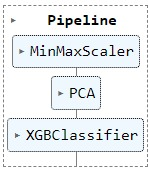 Pipeline
MinMaxScaler
PCA
XGBClassifier